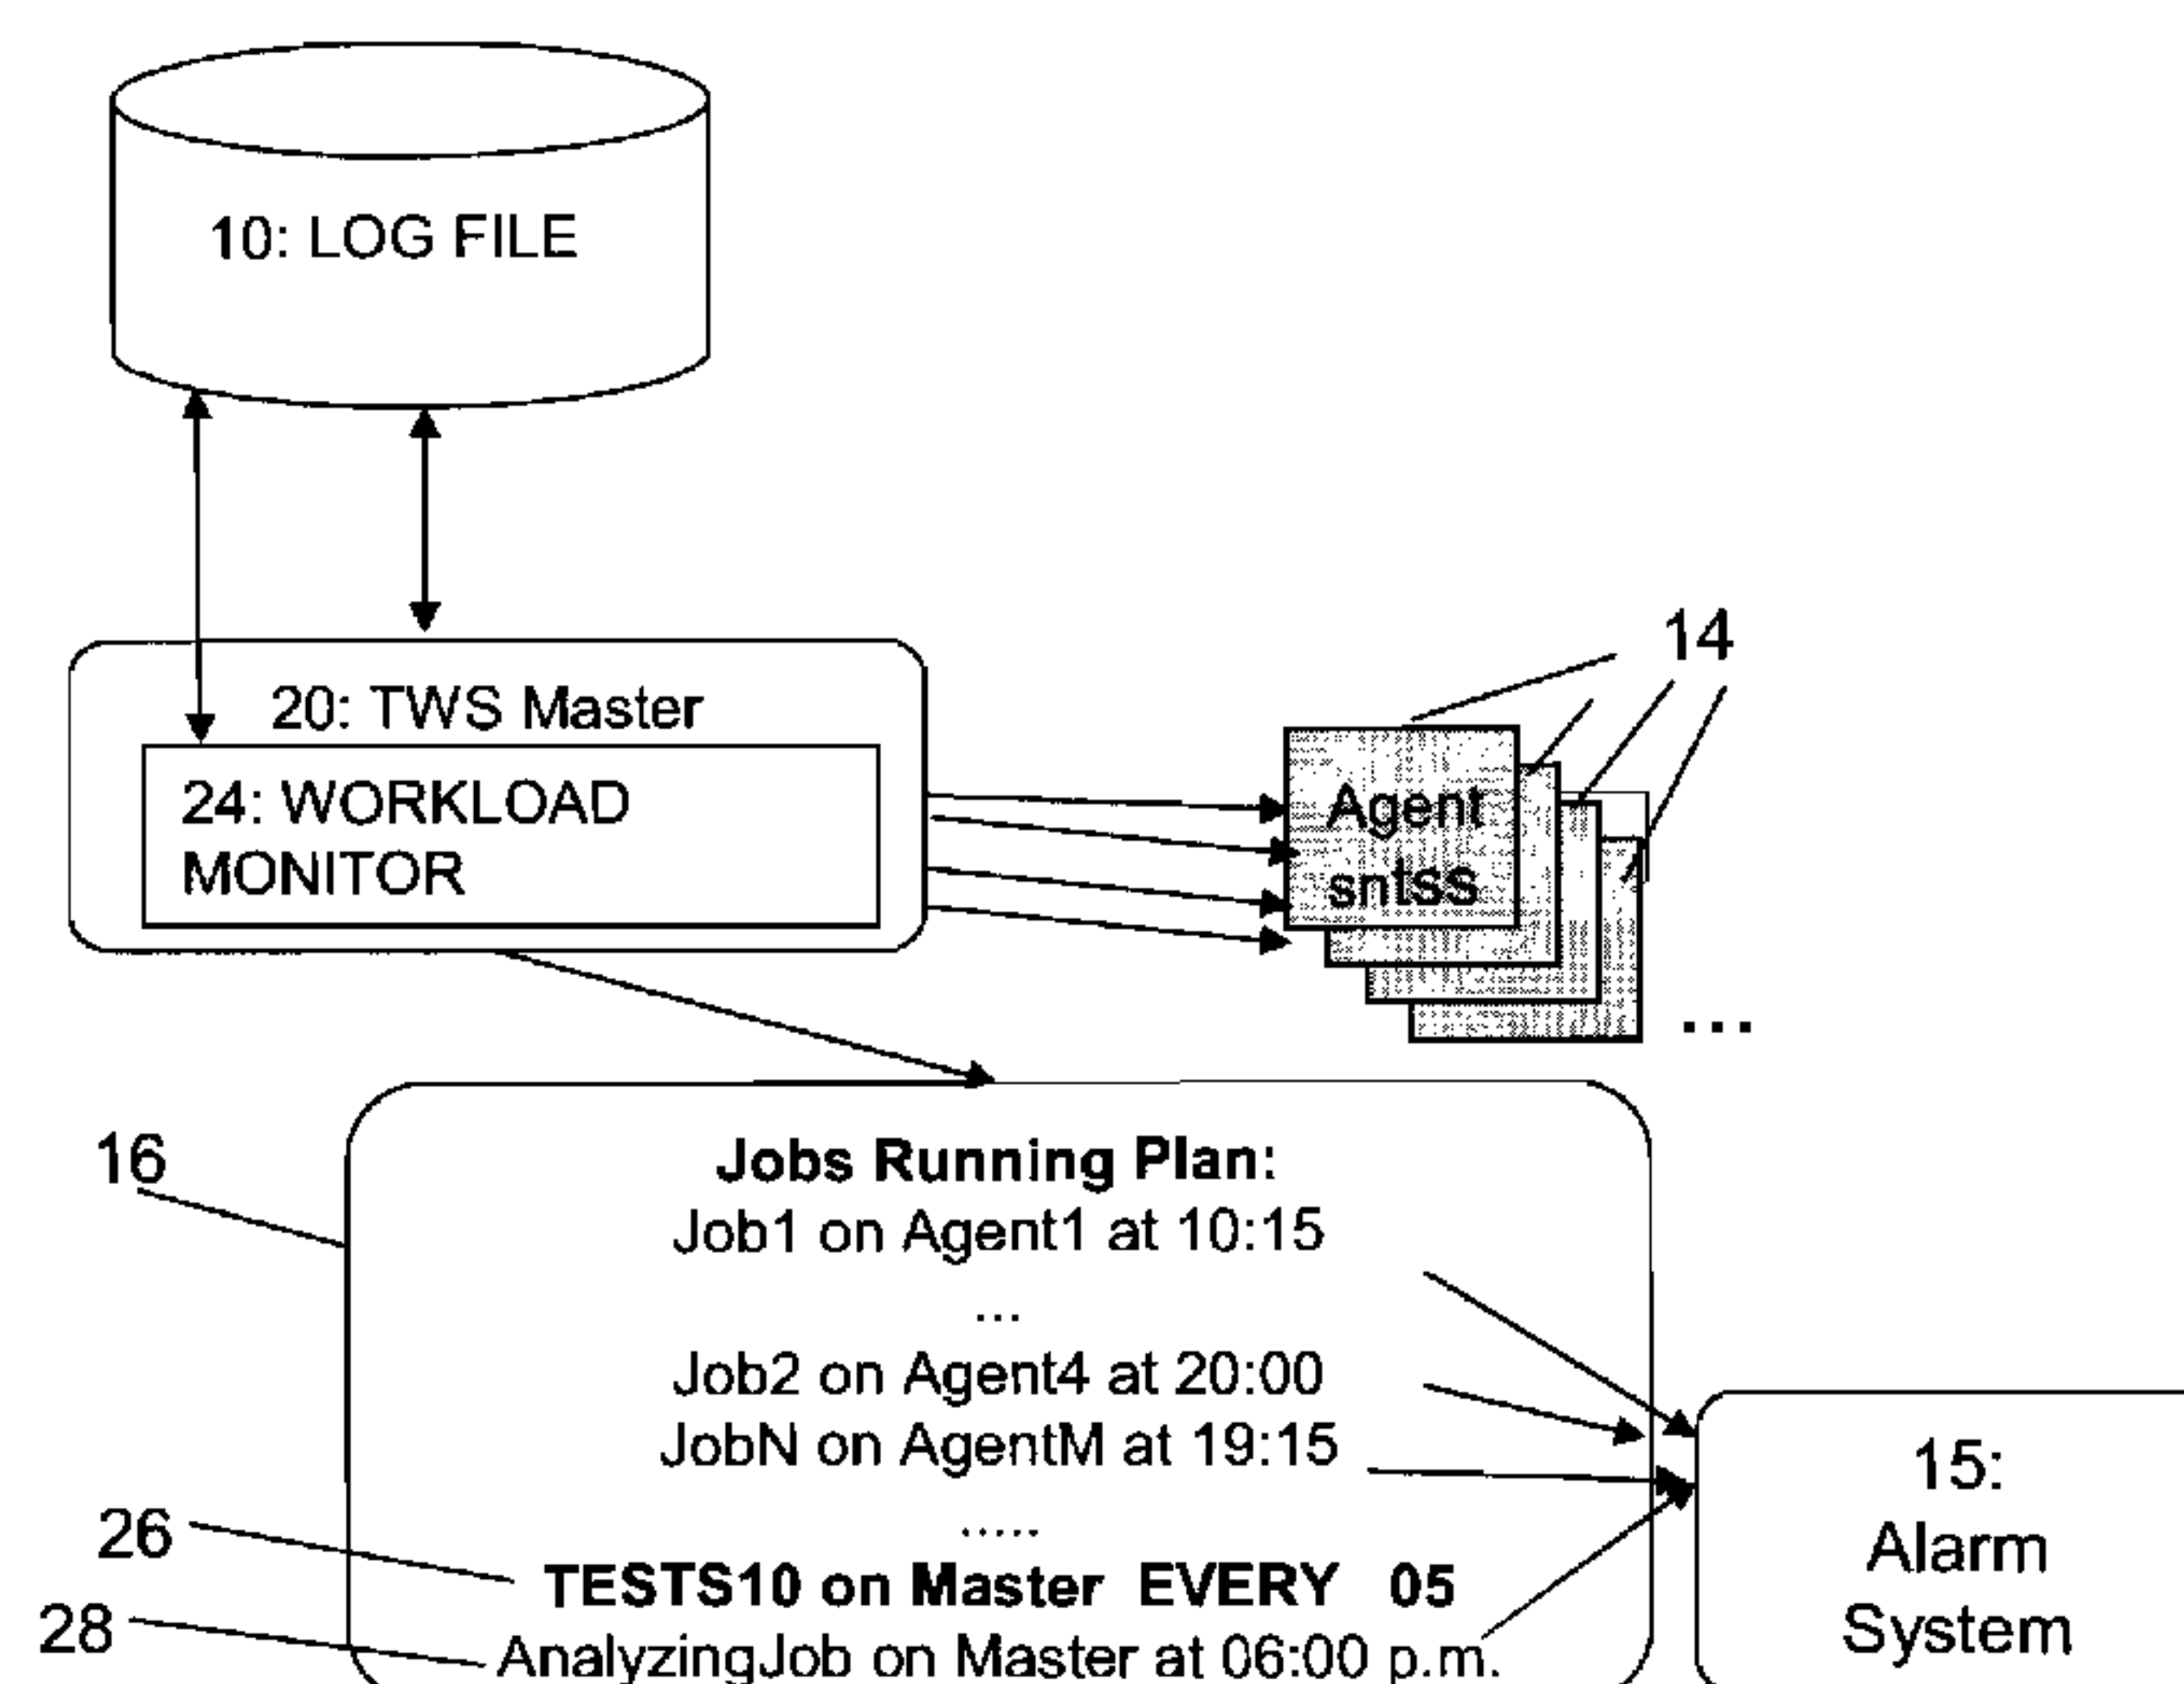 10: LOG FILE
20: TWS Master
24: WORKLOAD
MONITOR
14
Agent
sntss
...
16
Jobs Running Plan:
Job1 on Agent1 at 10:15
...
Job2 on Agent4 at 20:00
JobN on AgentM at 19:15
.....
26
TESTS10 on Master EVERY 05
28
AnalyzingJob on Master at 06:00 p.m.
15:
Alarm
System